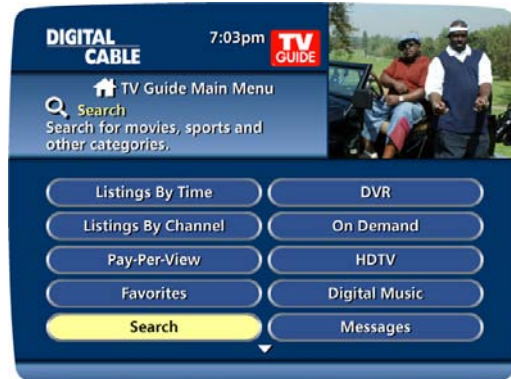 DIGITAL
CABLE
7:03pm
TV
GUIDE
TV Guide Main Menu
Search
Search for movies, sports and
other categories.
Listings By Time
DVR
Listings By Channel
On Demand
Pay-Per-View
HDTV
Favorites
Digital Music
Search
Messages